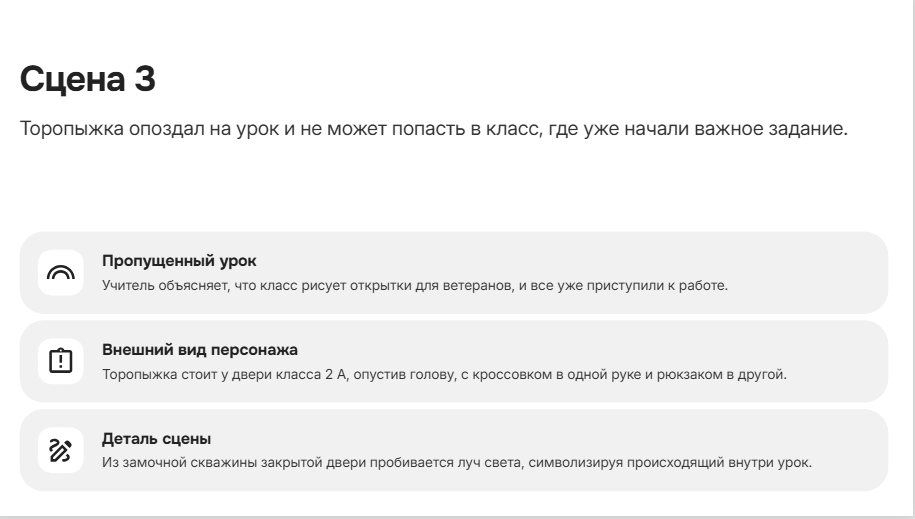 Сцена 3
Торопыжка опоздал на урок и не может попасть в класс, где уже начали важное задание.
Пропущенный урок
Учитель объясняет, что класс рисует открытки для ветеранов, и все уже приступили к работе.
Внешний вид персонажа
Торопыжка стоит у двери класса 2 А, опустив голову, с кроссовком в одной руке и рюкзаком в другой.
Деталь сцены
Из замочной скважины закрытой двери пробивается луч света, символизируя происходящий внутри урок.